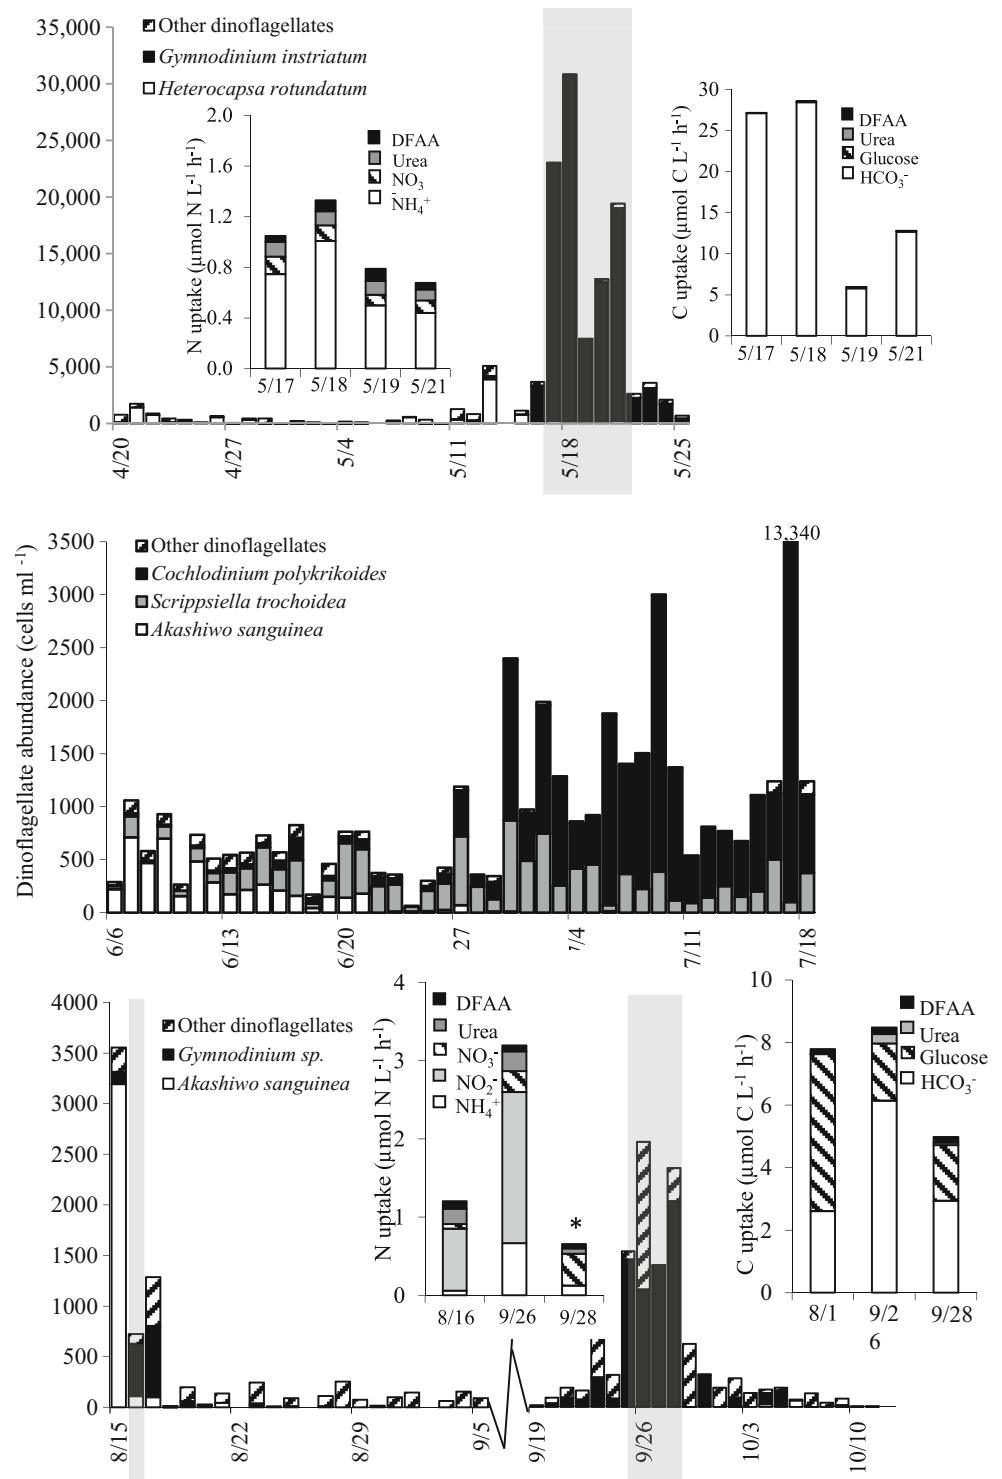 35,000
30,000
25,000
20,000
15,000
10,000
5,000
0
Other dinoflagellates
Gymnodinium instriatum
Heterocapsa rotundatum
4/20
4/27
5/4
5/11
5/18
5/25
N uptake (µmol N L-1 h-1)
2.0
1.6
1.2
0.8
0.4
0.0
DFAA
Urea
NO3
-
NH4+
5/17
5/18
5/19
5/21
C uptake (µmol C L-1 h-1)
30
25
20
15
10
5
0
DFAA
Urea
Glucose
HCO3-
5/17
5/18
5/19
5/21
Dinoflagellate abundance (cells ml -1)
3500
3000
2500
2000
1500
1000
500
0
Other dinoflagellates
Cochlodinium polykrikoides
Scrippsiella trochoidea
Akashiwo sanguinea
13,340
6/6
6/13
6/20
27
7/4
7/11
7/18
4000
3500
3000
2500
2000
1500
1000
500
0
Other dinoflagellates
Gymnodinium sp.
Akashiwo sanguinea
8/15
8/22
8/29
9/5
9/19
9/26
10/3
10/10
N uptake (µmol N L-1 h-1)
4
3
2
1
0
DFAA
Urea
NO3-
NO2-
NH4+
*
8/16
9/26
9/28
C uptake (µmol C L-1 h-1)
10
8
6
4
2
0
DFAA
Urea
Glucose
HCO3-
8/1
9/2
6
9/28